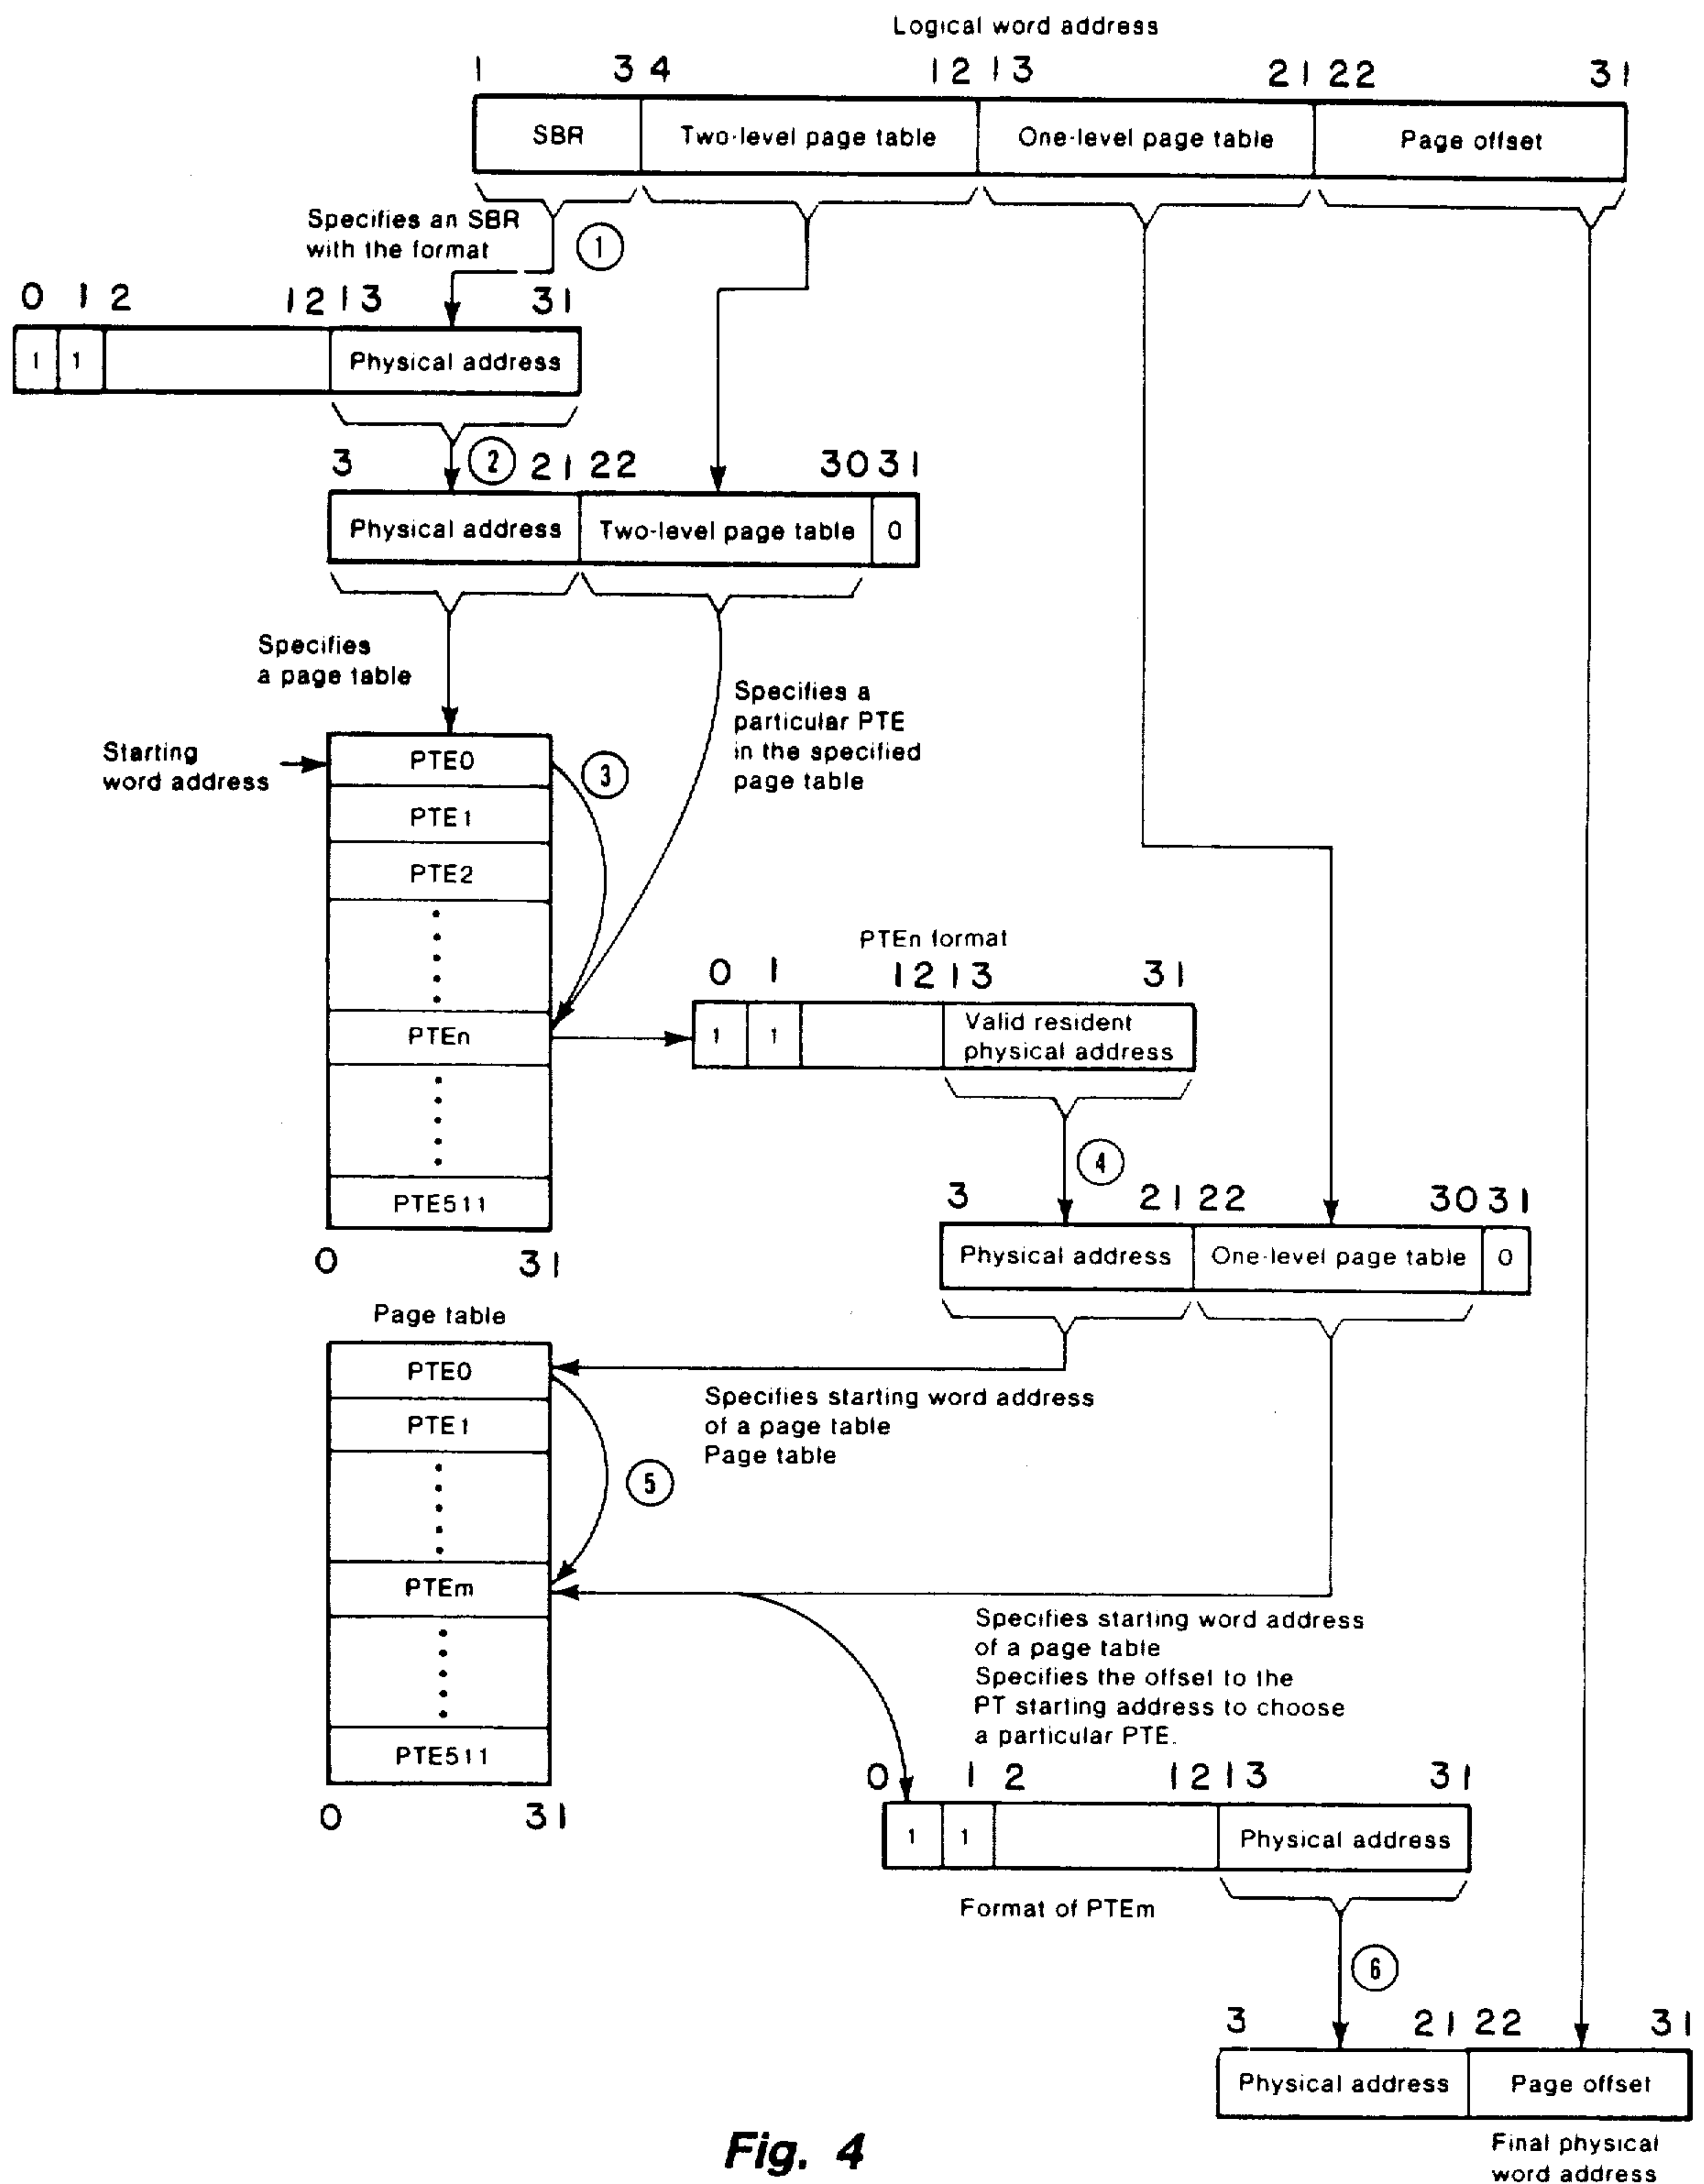 Logical word address
1 3 4 12 13 21 22 31
SBR Two-level page table One-level page table Page offset
Specifies an SBR
with the format
1
0 1 2 12 13 31
1 1 Physical address
2
3 21 22 30 31
Physical address Two-level page table 0
Specifies
a page table
Specifies a
particular PTE
in the specified
page table
Starting
word address
PTE0
3
PTE1
PTE2
PTEn
PTE511
0 31
PTEn format
0 1 12 13 31
1 1 Valid resident
physical address
4
3 21 22 30 31
Physical address One-level page table 0
Page table
PTE0
PTE1
PTEm
PTE511
0 31
Specifies starting word address
of a page table
Page table
5
Specifies starting word address
of a page table
Specifies the offset to the
PT starting address to choose
a particular PTE.
0 1 2 12 13 31
1 1 Physical address
Format of PTEm
6
3 21 22 31
Physical address Page offset
Final physical
word address
Fig. 4